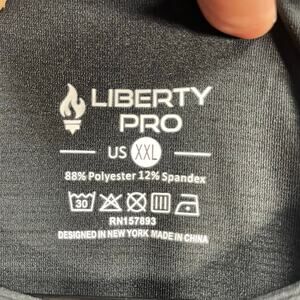 LIBERTY
PRO
US XXL
88% Polyester 12% Spandex
30
RN157893
DESIGNED IN NEW YORK MADE IN CHINA